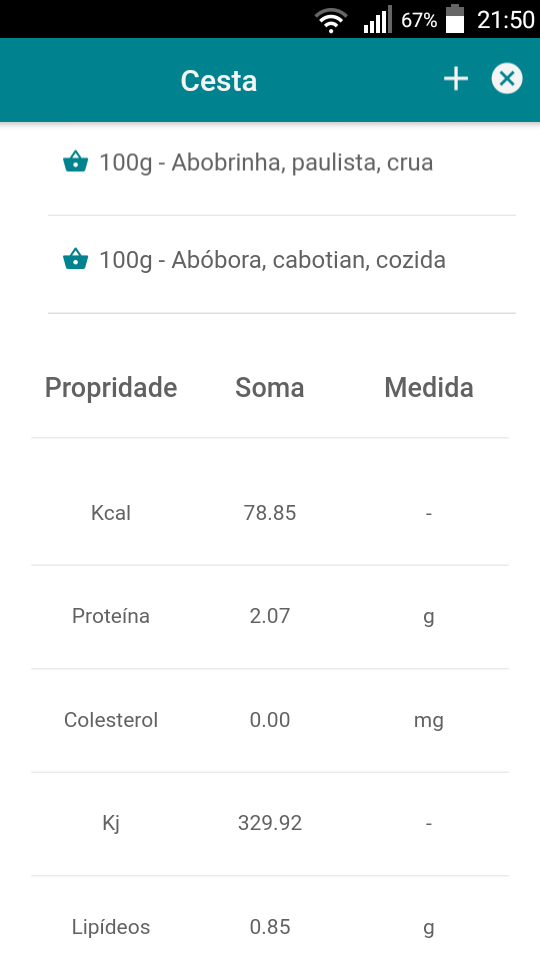 67% 21:50
Cesta
100g - Abobrinha, paulista, crua
100g - Abóbora, cabotian, cozida
Propridade Soma Medida
Kcal 78.85 -
Proteína 2.07 g
Colesterol 0.00 mg
Kj 329.92 -
Lipídeos 0.85 g